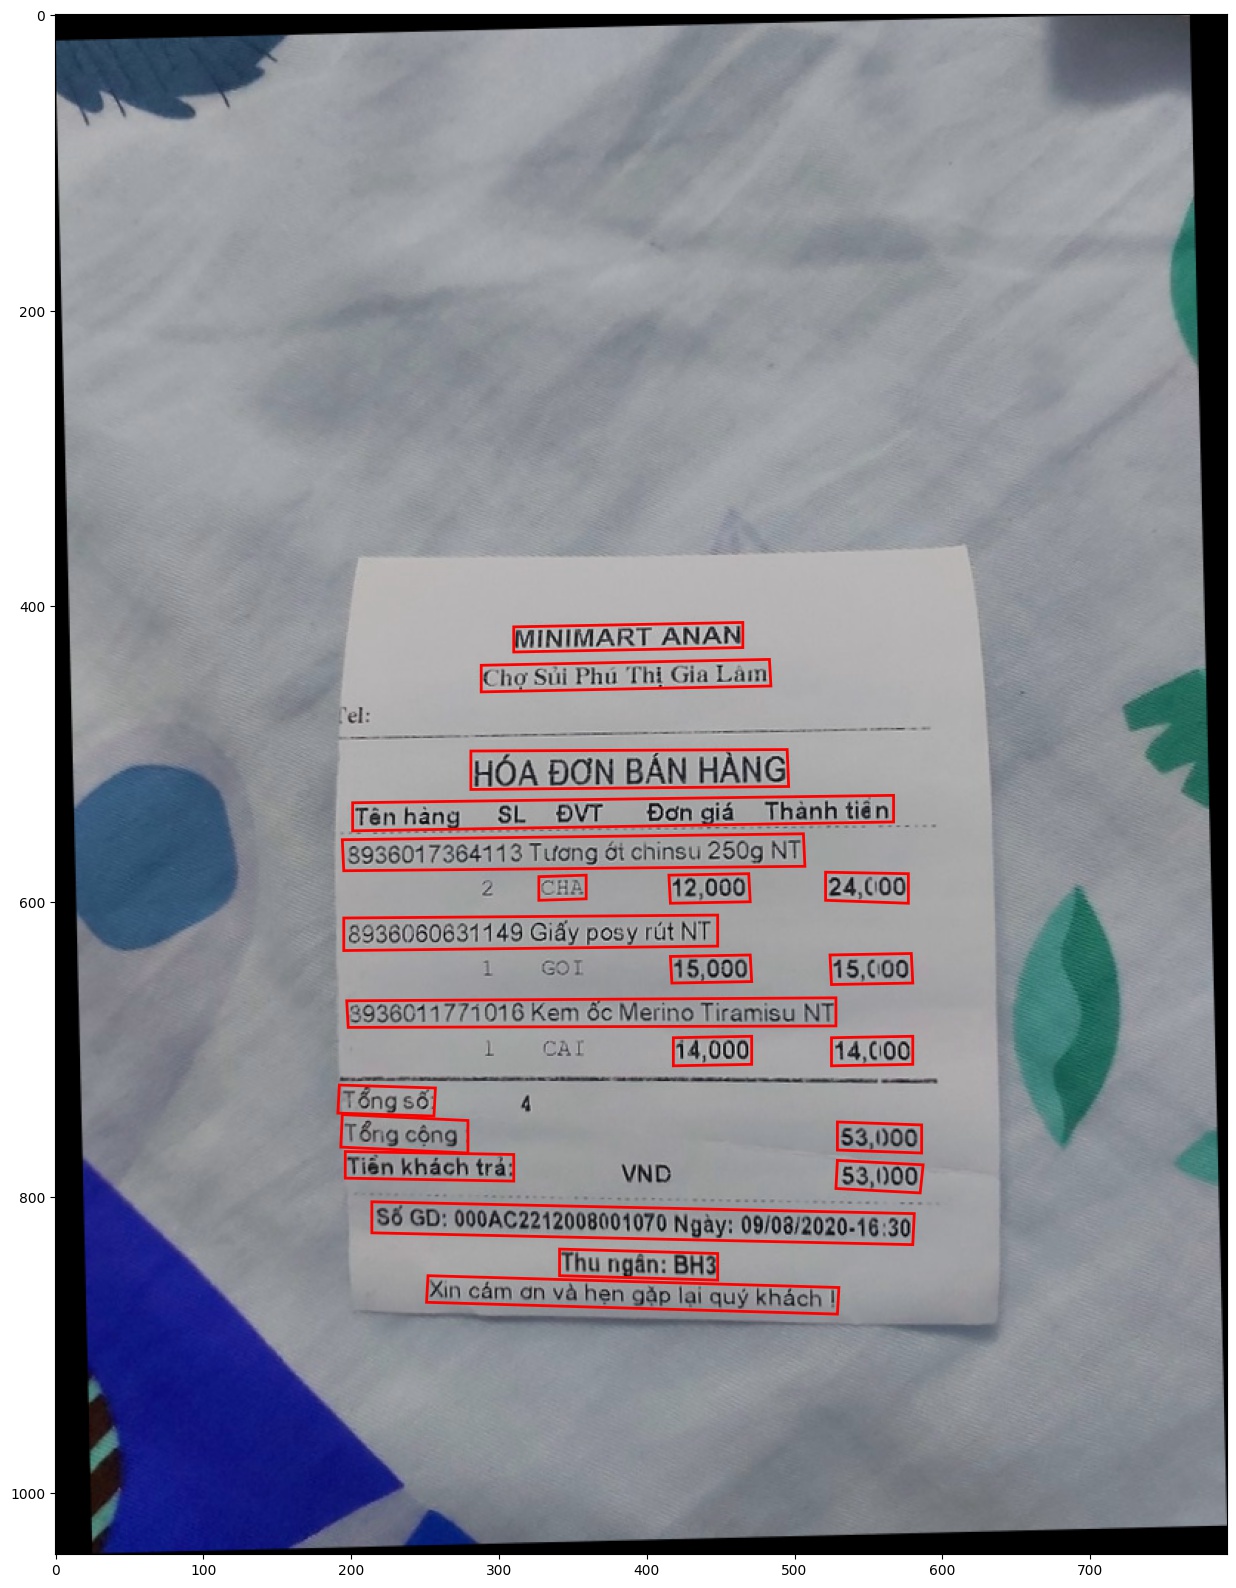 MINIMART ANAN
Chợ Sủi Phú Thị Gia Lâm
Tel:
HÓA ĐƠN BÁN HÀNG
Tên hàng SL ĐVT Đơn giá Thành tiền
8936017364113 Tương ớt chinsu 250g NT
2 CHA 12,000 24,000
8936060631149 Giấy posy rút NT
1 GOI 15,000 15,000
8936011771016 Kem ốc Merino Tiramisu NT
1 CAI 14,000 14,000
Tổng số: 4
Tổng cộng : 53,000
Tiền khách trả: VND 53,000
Số GD: 000AC2212008001070 Ngày: 09/08/2020-16:30
Thu ngân: BH3
Xin cám ơn và hẹn gặp lại quý khách !
0
200
400
600
800
1000
0 100 200 300 400 500 600 700